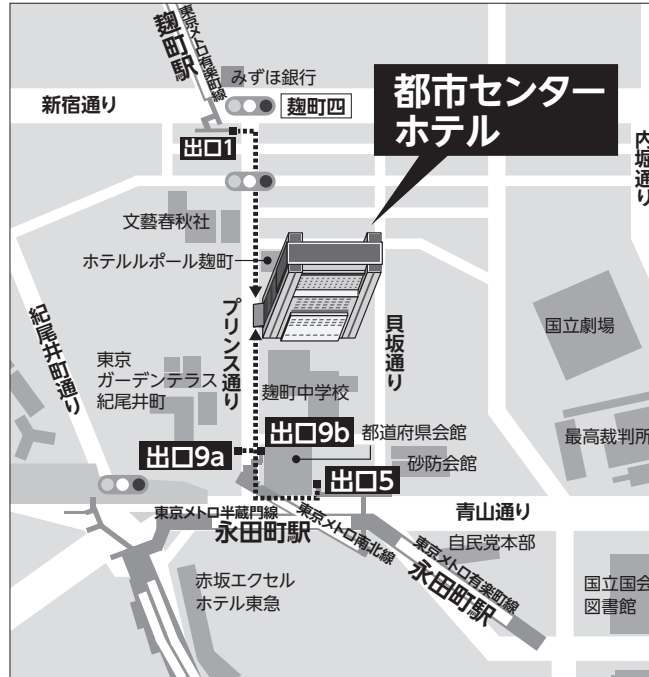 麹町駅
東京メトロ有楽町線
みずほ銀行
新宿通り
麹町四
都市センター
ホテル
出口1
内堀通り
文藝春秋社
ホテルルポール麹町
プリンス通り
貝坂通り
紀尾井町通り
国立劇場
東京
ガーデンテラス
紀尾井町
麹町中学校
出口9b
都道府県会館
最高裁判所
出口9a
出口5
砂防会館
東京メトロ半蔵門線
永田町駅
東京メトロ南北線
青山通り
自民党本部
東京メトロ有楽町線
永田町駅
赤坂エクセル
ホテル東急
国立国会
図書館